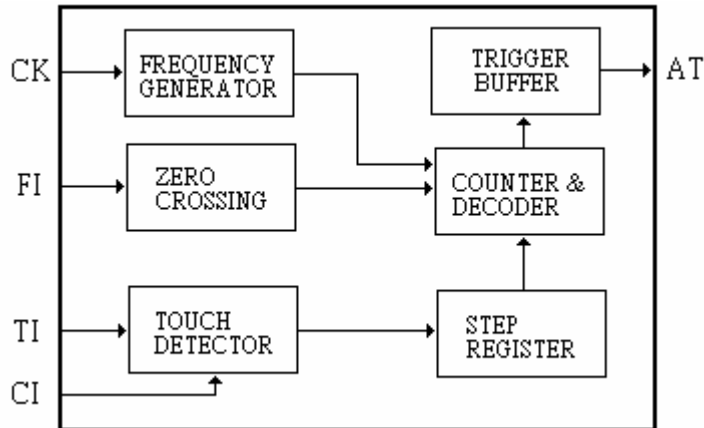 CK
FREQUENCY
GENERATOR
TRIGGER
BUFFER
AT
FI
ZERO
CROSSING
COUNTER &
DECODER
TI
TOUCH
DETECTOR
STEP
REGISTER
CI